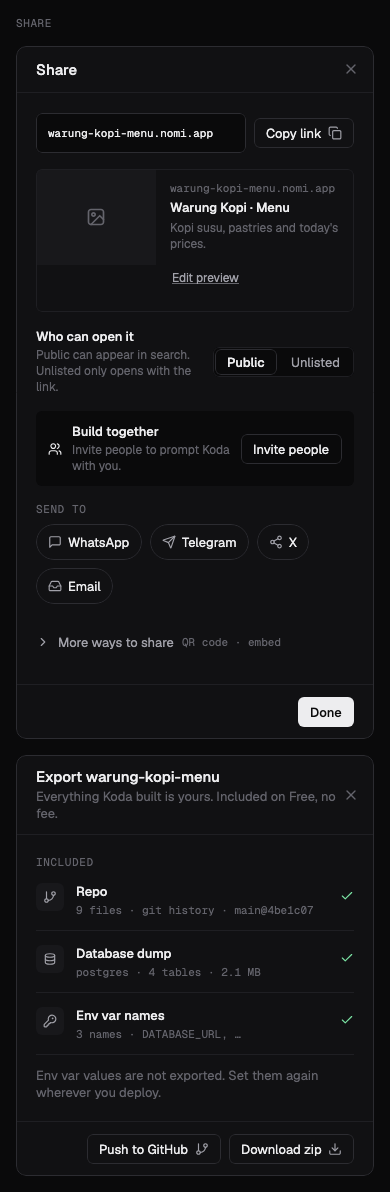 SHARE
Share
warung-kopi-menu.nomi.app
Copy link
warung-kopi-menu.nomi.app
Warung Kopi · Menu
Kopi susu, pastries and today's
prices.
Edit preview
Who can open it
Public can appear in search.
Unlisted only opens with the
link.
Public
Unlisted
Build together
Invite people to prompt Koda
with you.
Invite people
SEND TO
WhatsApp
Telegram
X
Email
More ways to share QR code · embed
Done
Export warung-kopi-menu
Everything Koda built is yours. Included on Free, no
fee.
INCLUDED
Repo
9 files · git history · main@4be1c07
Database dump
postgres · 4 tables · 2.1 MB
Env var names
3 names · DATABASE_URL, …
Env var values are not exported. Set them again
wherever you deploy.
Push to GitHub
Download zip